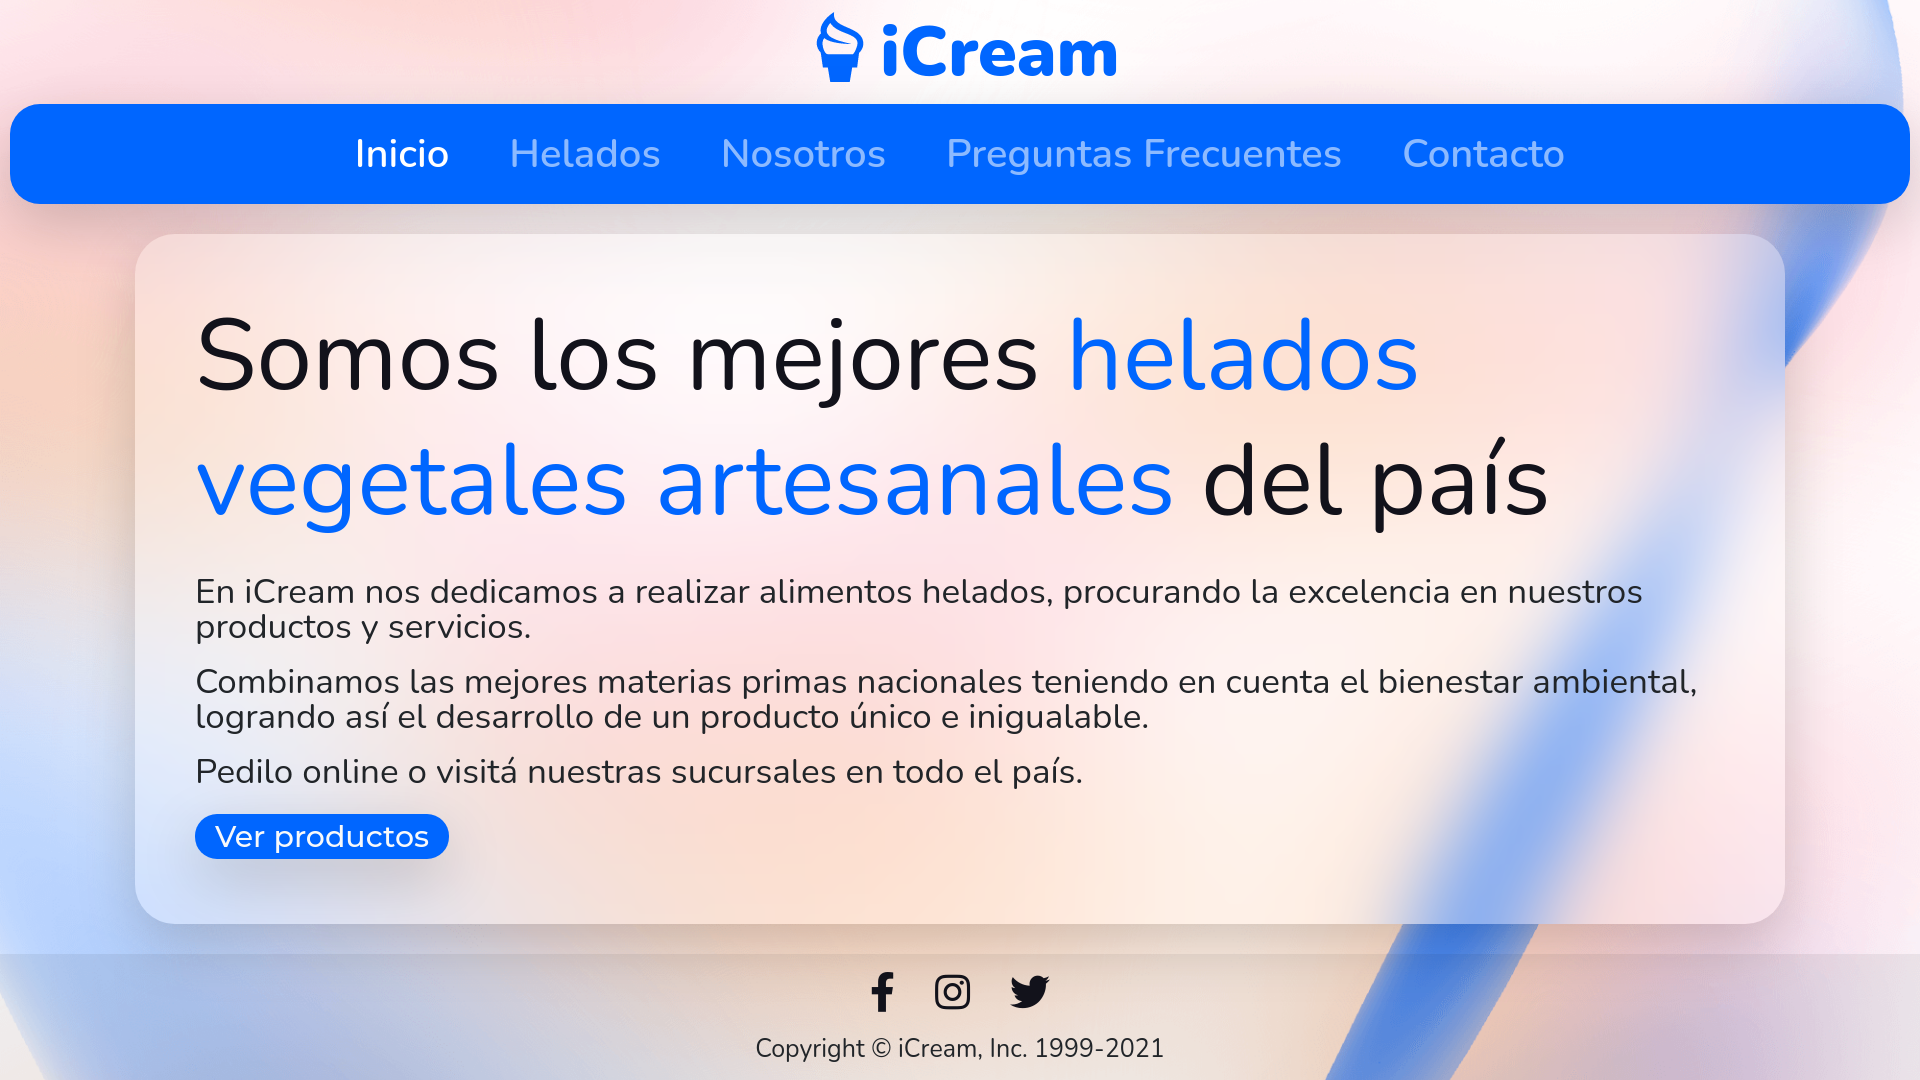 iCream
Inicio Helados Nosotros Preguntas Frecuentes Contacto
Somos los mejores helados
vegetales artesanales del país
En iCream nos dedicamos a realizar alimentos helados, procurando la excelencia en nuestros
productos y servicios.
Combinamos las mejores materias primas nacionales teniendo en cuenta el bienestar ambiental,
logrando así el desarrollo de un producto único e inigualable.
Pedilo online o visitá nuestras sucursales en todo el país.
Ver productos
Copyright © iCream, Inc. 1999-2021